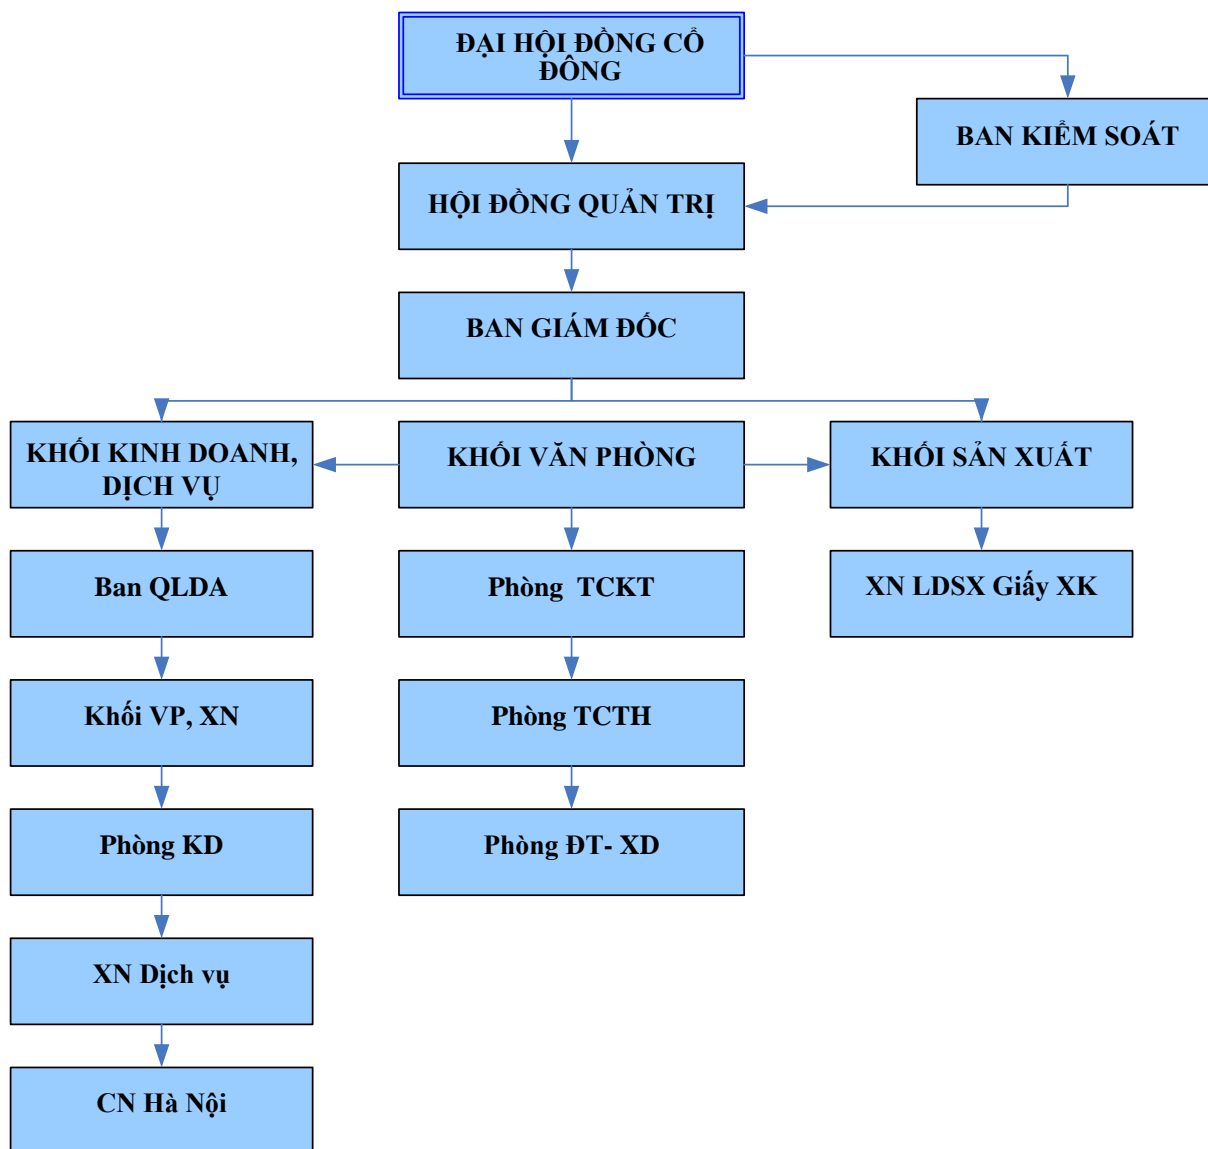 ĐẠI HỘI ĐỒNG CỔ
ĐÔNG
BAN KIỂM SOÁT
HỘI ĐỒNG QUẢN TRỊ
BAN GIÁM ĐỐC
KHỐI KINH DOANH,
DỊCH VỤ
KHỐI VĂN PHÒNG
KHỐI SẢN XUẤT
Ban QLDA
Phòng TCKT
XN LDSX Giấy XK
Khối VP, XN
Phòng TCTH
Phòng KD
Phòng ĐT- XD
XN Dịch vụ
CN Hà Nội